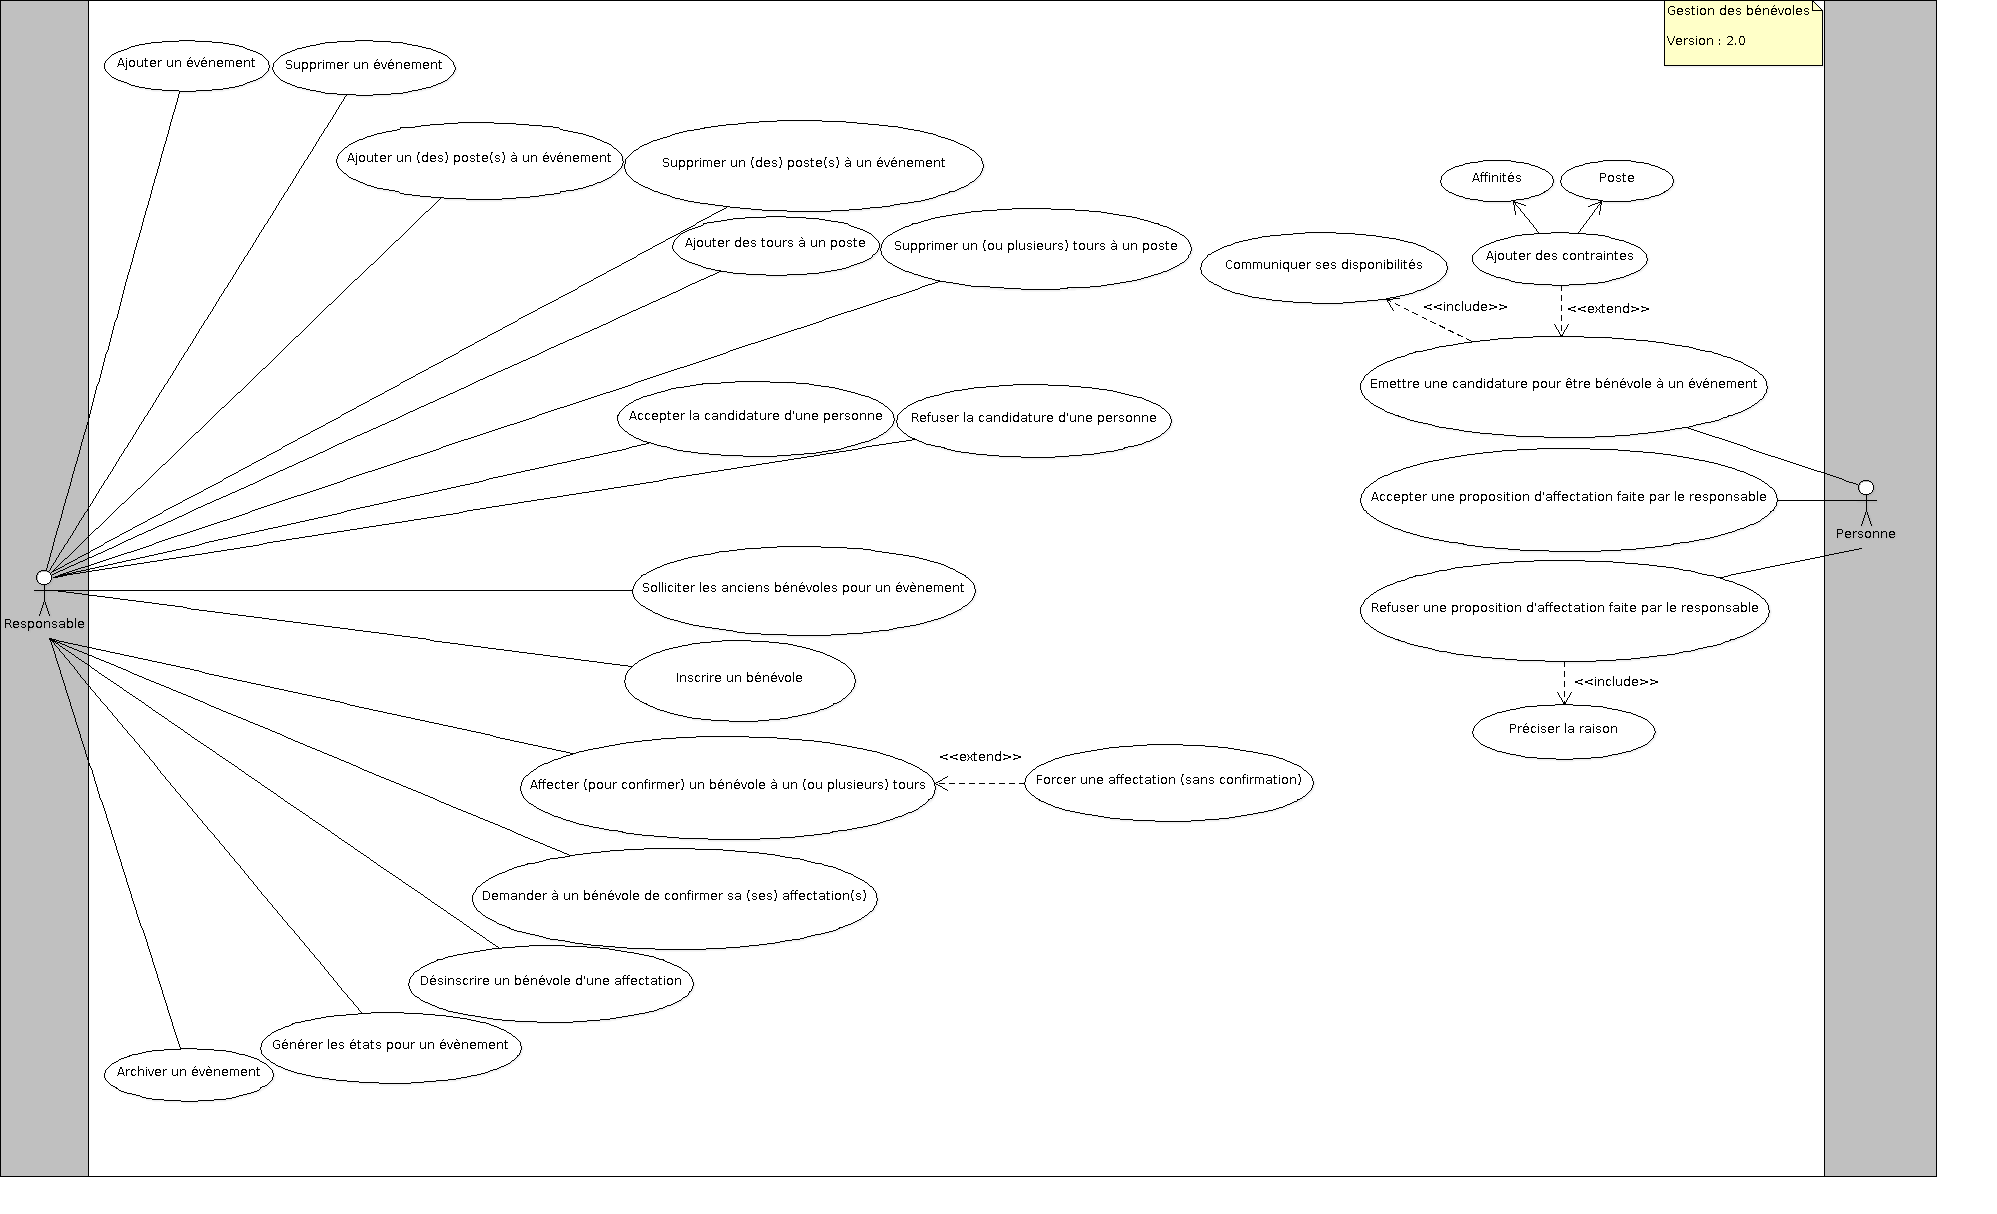 Gestion des bénévoles
Version : 2.0
Ajouter un événement
Supprimer un événement
Ajouter un (des) poste(s) à un événement
Supprimer un (des) poste(s) à un événement
Affinités
Poste
Ajouter des tours à un poste
Supprimer un (ou plusieurs) tours à un poste
Communiquer ses disponibilités
Ajouter des contraintes
<<include>>
<<extend>>
Emettre une candidature pour être bénévole à un événement
Accepter la candidature d'une personne
Refuser la candidature d'une personne
Accepter une proposition d'affectation faite par le responsable
Personne
Solliciter les anciens bénévoles pour un évènement
Refuser une proposition d'affectation faite par le responsable
Responsable
Inscrire un bénévole
<<include>>
Préciser la raison
<<extend>>
Affecter (pour confirmer) un bénévole à un (ou plusieurs) tours
Forcer une affectation (sans confirmation)
Demander à un bénévole de confirmer sa (ses) affectation(s)
Désinscrire un bénévole d'une affectation
Générer les états pour un évènement
Archiver un évènement